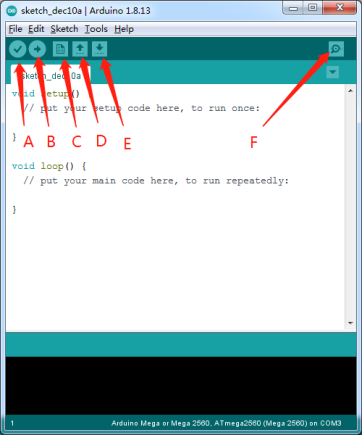 sketch_dec10a | Arduino 1.8.13
File Edit Sketch Tools Help
sketch_dec10a
void setup()
// put your setup code here, to run once:
}
A B C D E F
void loop() {
// put your main code here, to run repeatedly:
}
1 Arduino Mega or Mega 2560, ATmega2560 (Mega 2560) on COM3